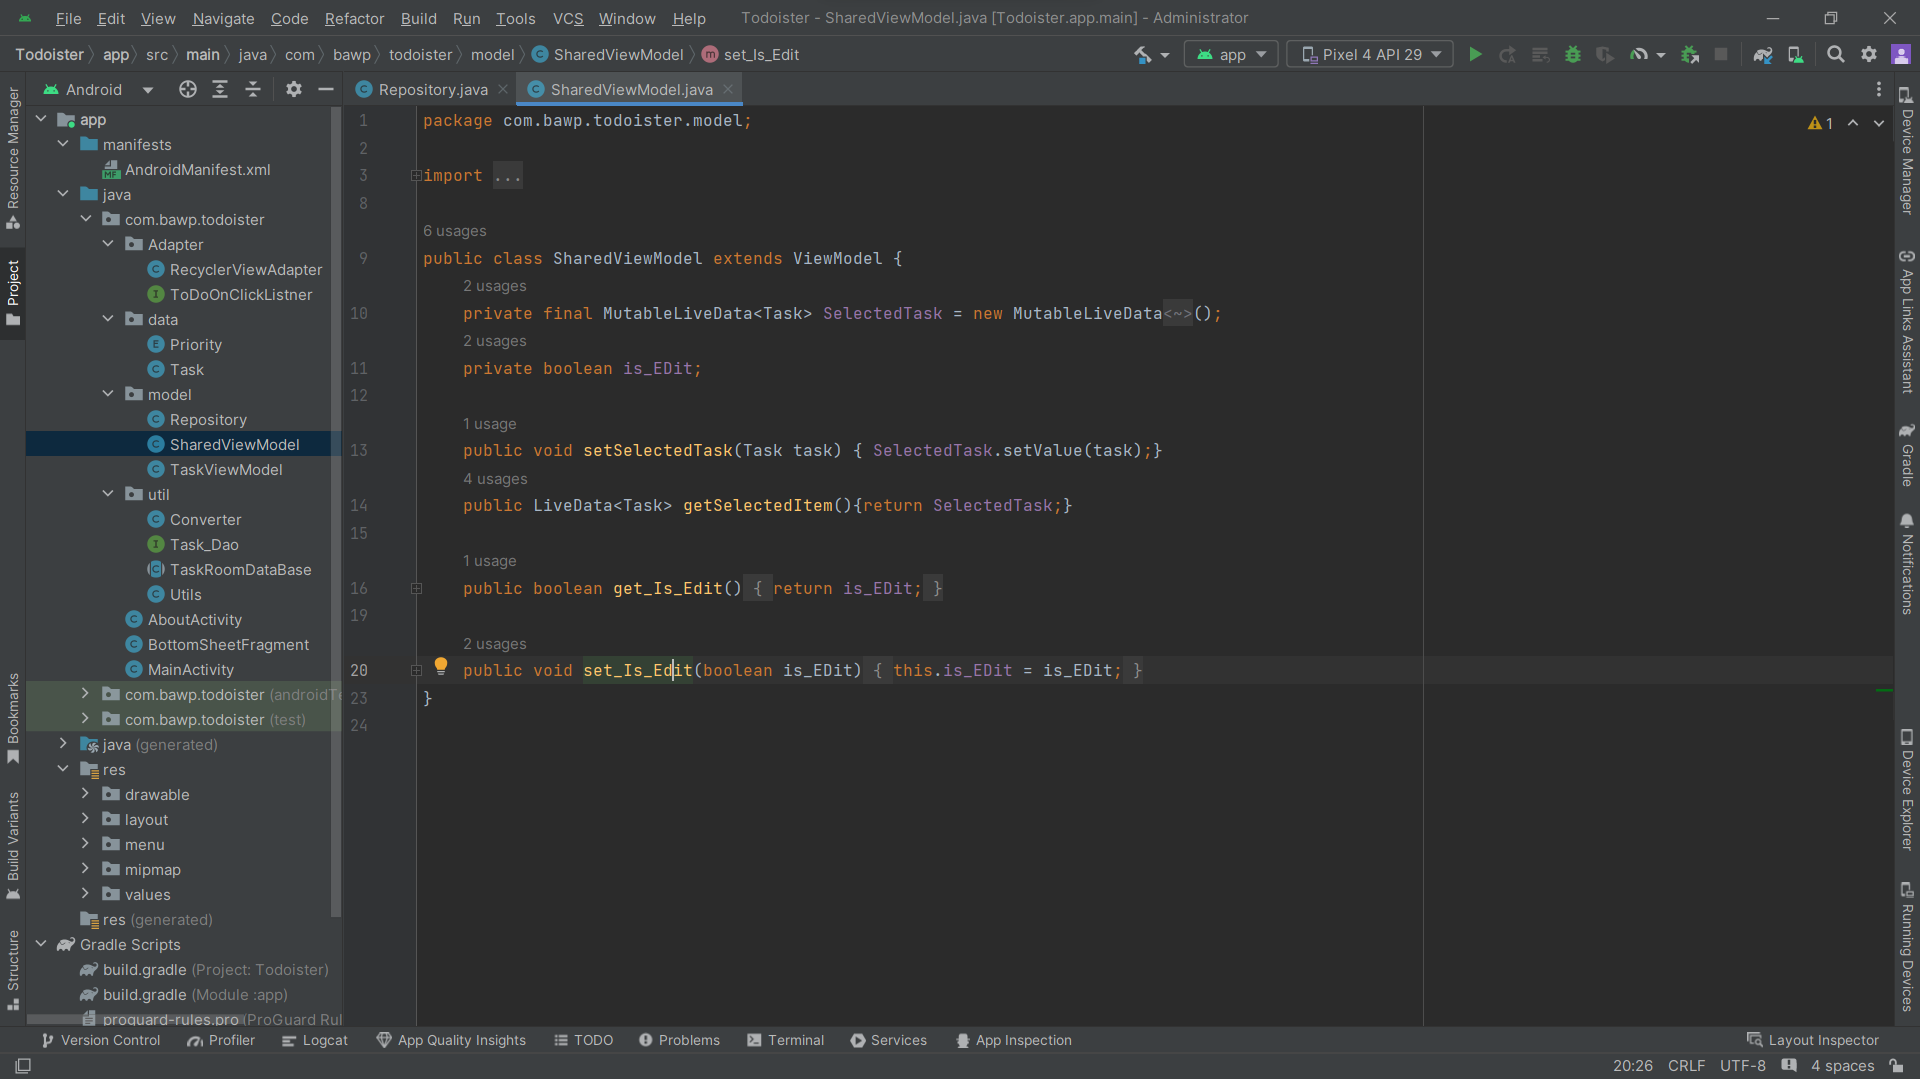 File Edit View Navigate Code Refactor Build Run Tools VCS Window Help Todoister - SharedViewModel.java [Todoister.app.main] - Administrator
Todoister app src main java com bawp todoister model SharedViewModel set_Is_Edit app Pixel 4 API 29
Android
Repository.java SharedViewModel.java
Resource Manager
Project
Bookmarks
Build Variants
Structure
app
manifests
AndroidManifest.xml
java
com.bawp.todoister
Adapter
RecyclerViewAdapter
ToDoOnClickListner
data
Priority
Task
model
Repository
SharedViewModel
TaskViewModel
util
Converter
Task_Dao
TaskRoomDataBase
Utils
AboutActivity
BottomSheetFragment
MainActivity
com.bawp.todoister (androidTe
com.bawp.todoister (test)
java (generated)
res
drawable
layout
menu
mipmap
values
res (generated)
Gradle Scripts
build.gradle (Project: Todoister)
build.gradle (Module :app)
proguard-rules.pro (ProGuard Rul
1 package com.bawp.todoister.model;
2
3 import ...
8
6 usages
9 public class SharedViewModel extends ViewModel {
2 usages
10 private final MutableLiveData<Task> SelectedTask = new MutableLiveData<~>();
2 usages
11 private boolean is_EDit;
12
1 usage
13 public void setSelectedTask(Task task) { SelectedTask.setValue(task);}
4 usages
14 public LiveData<Task> getSelectedItem(){return SelectedTask;}
15
1 usage
16 public boolean get_Is_Edit() { return is_EDit; }
19
2 usages
20 public void set_Is_Edit(boolean is_EDit) { this.is_EDit = is_EDit; }
23 }
24
1
Device Manager
App Links Assistant
Gradle
Notifications
Device Explorer
Running Devices
Version Control Profiler Logcat App Quality Insights TODO Problems Terminal Services App Inspection Layout Inspector
20:26 CRLF UTF-8 4 spaces